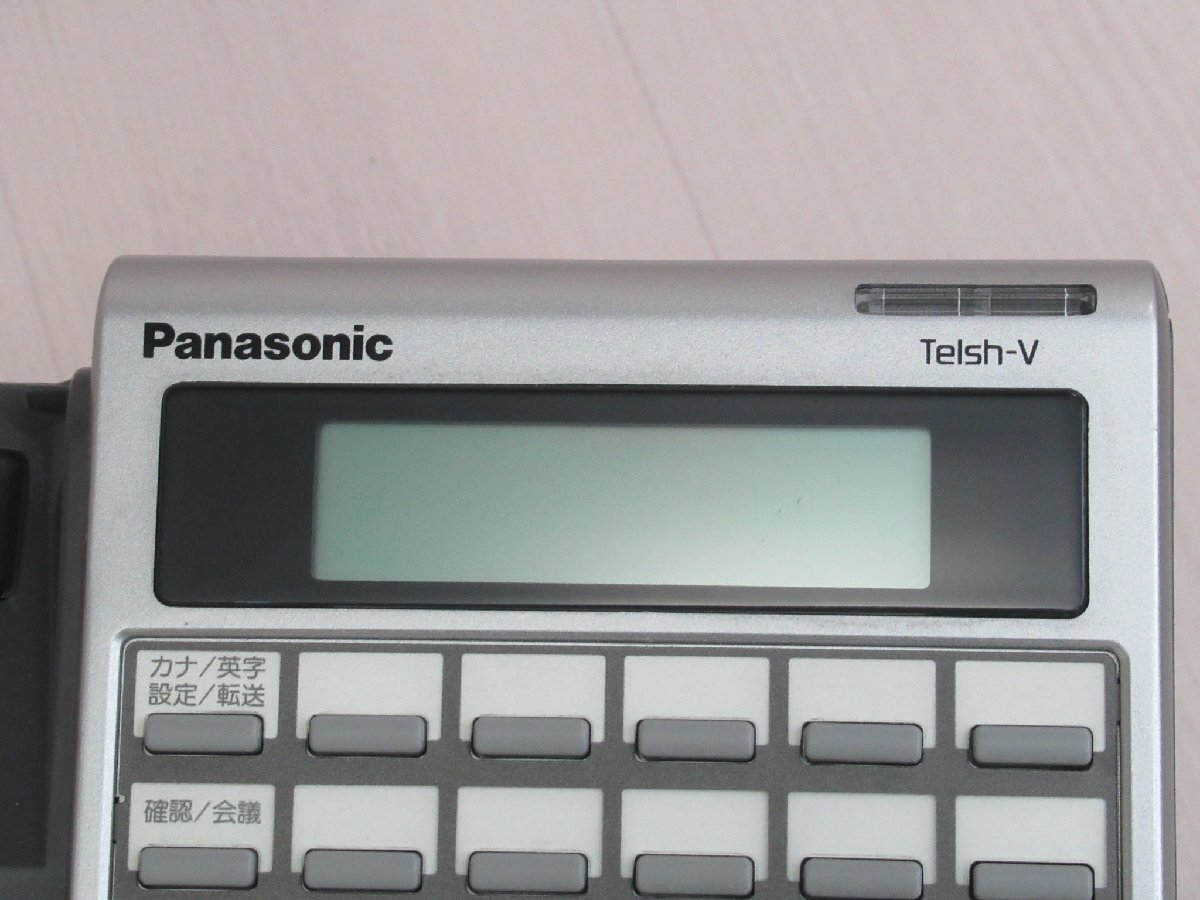 Panasonic
Telsh-V
カナ/英字
設定/転送
確認/会議